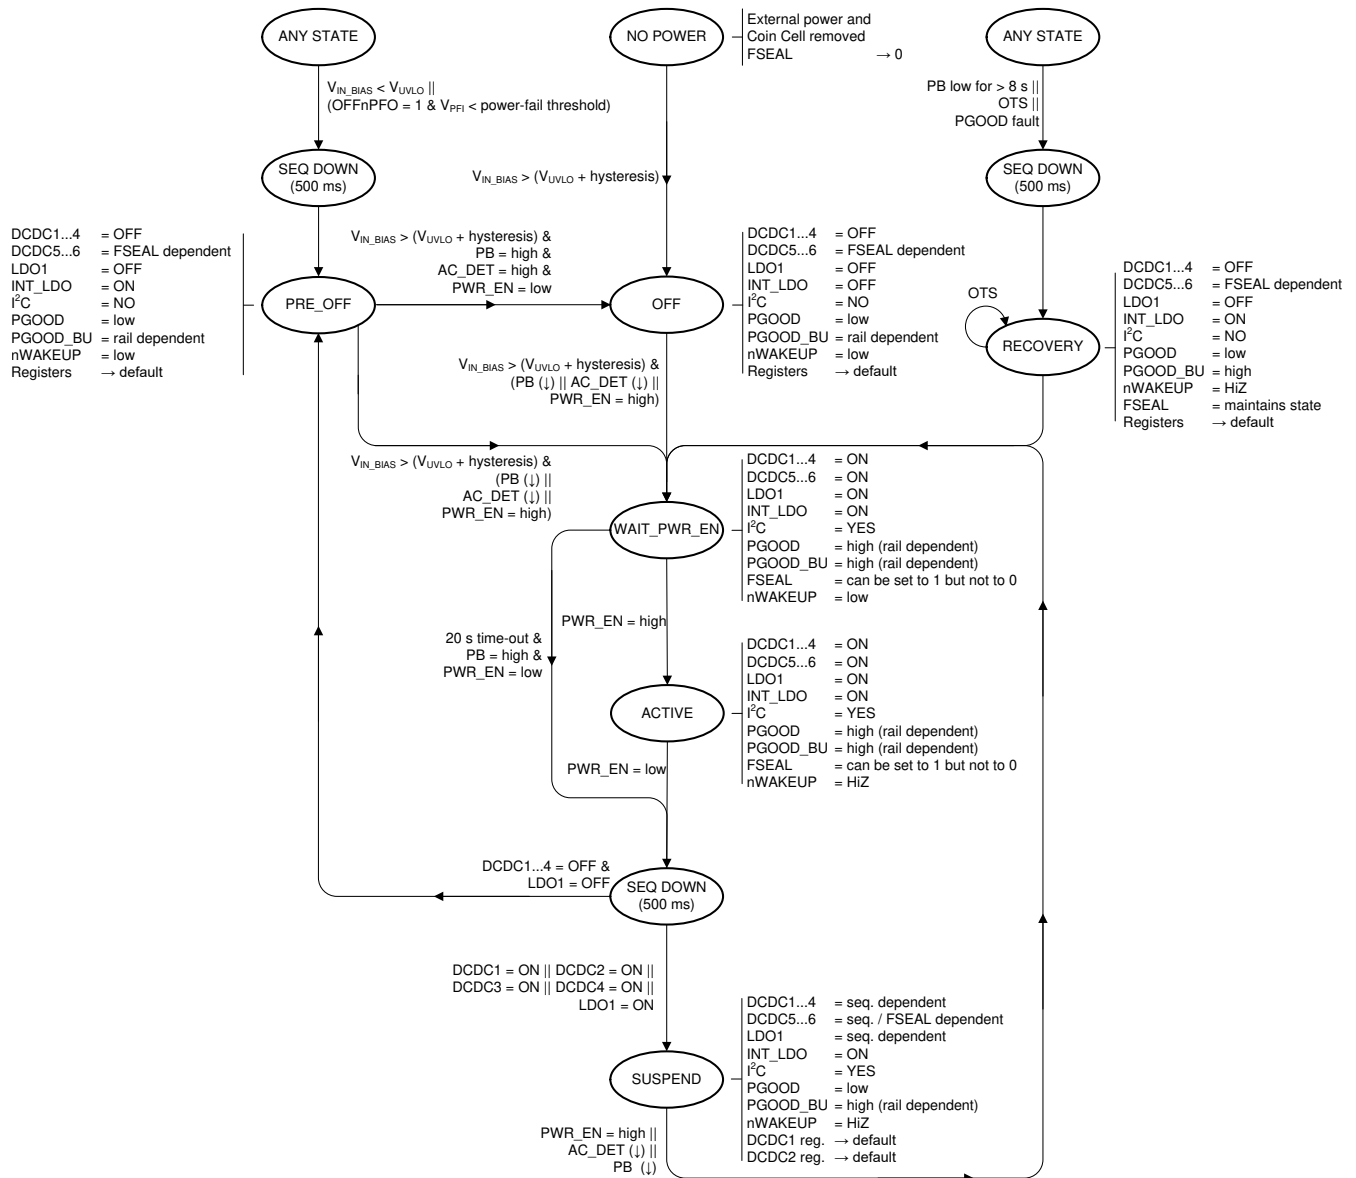 ANY STATE
NO POWER
External power and
Coin Cell removed
FSEAL → 0
ANY STATE
V_IN_BIAS < V_UVLO ||
(OFFnPFO = 1 & V_PFI < power-fail threshold)
PB low for > 8 s ||
OTS ||
PGOOD fault
SEQ DOWN
(500 ms)
V_IN_BIAS > (V_UVLO + hysteresis)
SEQ DOWN
(500 ms)
DCDC1...4 = OFF
DCDC5...6 = FSEAL dependent
LDO1 = OFF
INT_LDO = ON
I²C = NO
PGOOD = low
PGOOD_BU = rail dependent
nWAKEUP = low
Registers → default
PRE_OFF
V_IN_BIAS > (V_UVLO + hysteresis) &
PB = high &
AC_DET = high &
PWR_EN = low
OFF
DCDC1...4 = OFF
DCDC5...6 = FSEAL dependent
LDO1 = OFF
INT_LDO = OFF
I²C = NO
PGOOD = low
PGOOD_BU = rail dependent
nWAKEUP = low
Registers → default
OTS
RECOVERY
DCDC1...4 = OFF
DCDC5...6 = FSEAL dependent
LDO1 = OFF
INT_LDO = ON
I²C = NO
PGOOD = low
PGOOD_BU = high
nWAKEUP = HiZ
FSEAL = maintains state
Registers → default
V_IN_BIAS > (V_UVLO + hysteresis) &
(PB (↓) || AC_DET (↓) ||
PWR_EN = high)
V_IN_BIAS > (V_UVLO + hysteresis) &
(PB (↓) ||
AC_DET (↓) ||
PWR_EN = high)
WAIT_PWR_EN
DCDC1...4 = ON
DCDC5...6 = ON
LDO1 = ON
INT_LDO = ON
I²C = YES
PGOOD = high (rail dependent)
PGOOD_BU = high (rail dependent)
FSEAL = can be set to 1 but not to 0
nWAKEUP = low
PWR_EN = high
20 s time-out &
PB = high &
PWR_EN = low
ACTIVE
DCDC1...4 = ON
DCDC5...6 = ON
LDO1 = ON
INT_LDO = ON
I²C = YES
PGOOD = high (rail dependent)
PGOOD_BU = high (rail dependent)
FSEAL = can be set to 1 but not to 0
nWAKEUP = HiZ
PWR_EN = low
DCDC1...4 = OFF &
LDO1 = OFF
SEQ DOWN
(500 ms)
DCDC1 = ON || DCDC2 = ON ||
DCDC3 = ON || DCDC4 = ON ||
LDO1 = ON
SUSPEND
DCDC1...4 = seq. dependent
DCDC5...6 = seq. / FSEAL dependent
LDO1 = seq. dependent
INT_LDO = ON
I²C = YES
PGOOD = low
PGOOD_BU = high (rail dependent)
nWAKEUP = HiZ
DCDC1 reg. → default
DCDC2 reg. → default
PWR_EN = high ||
AC_DET (↓) ||
PB (↓)